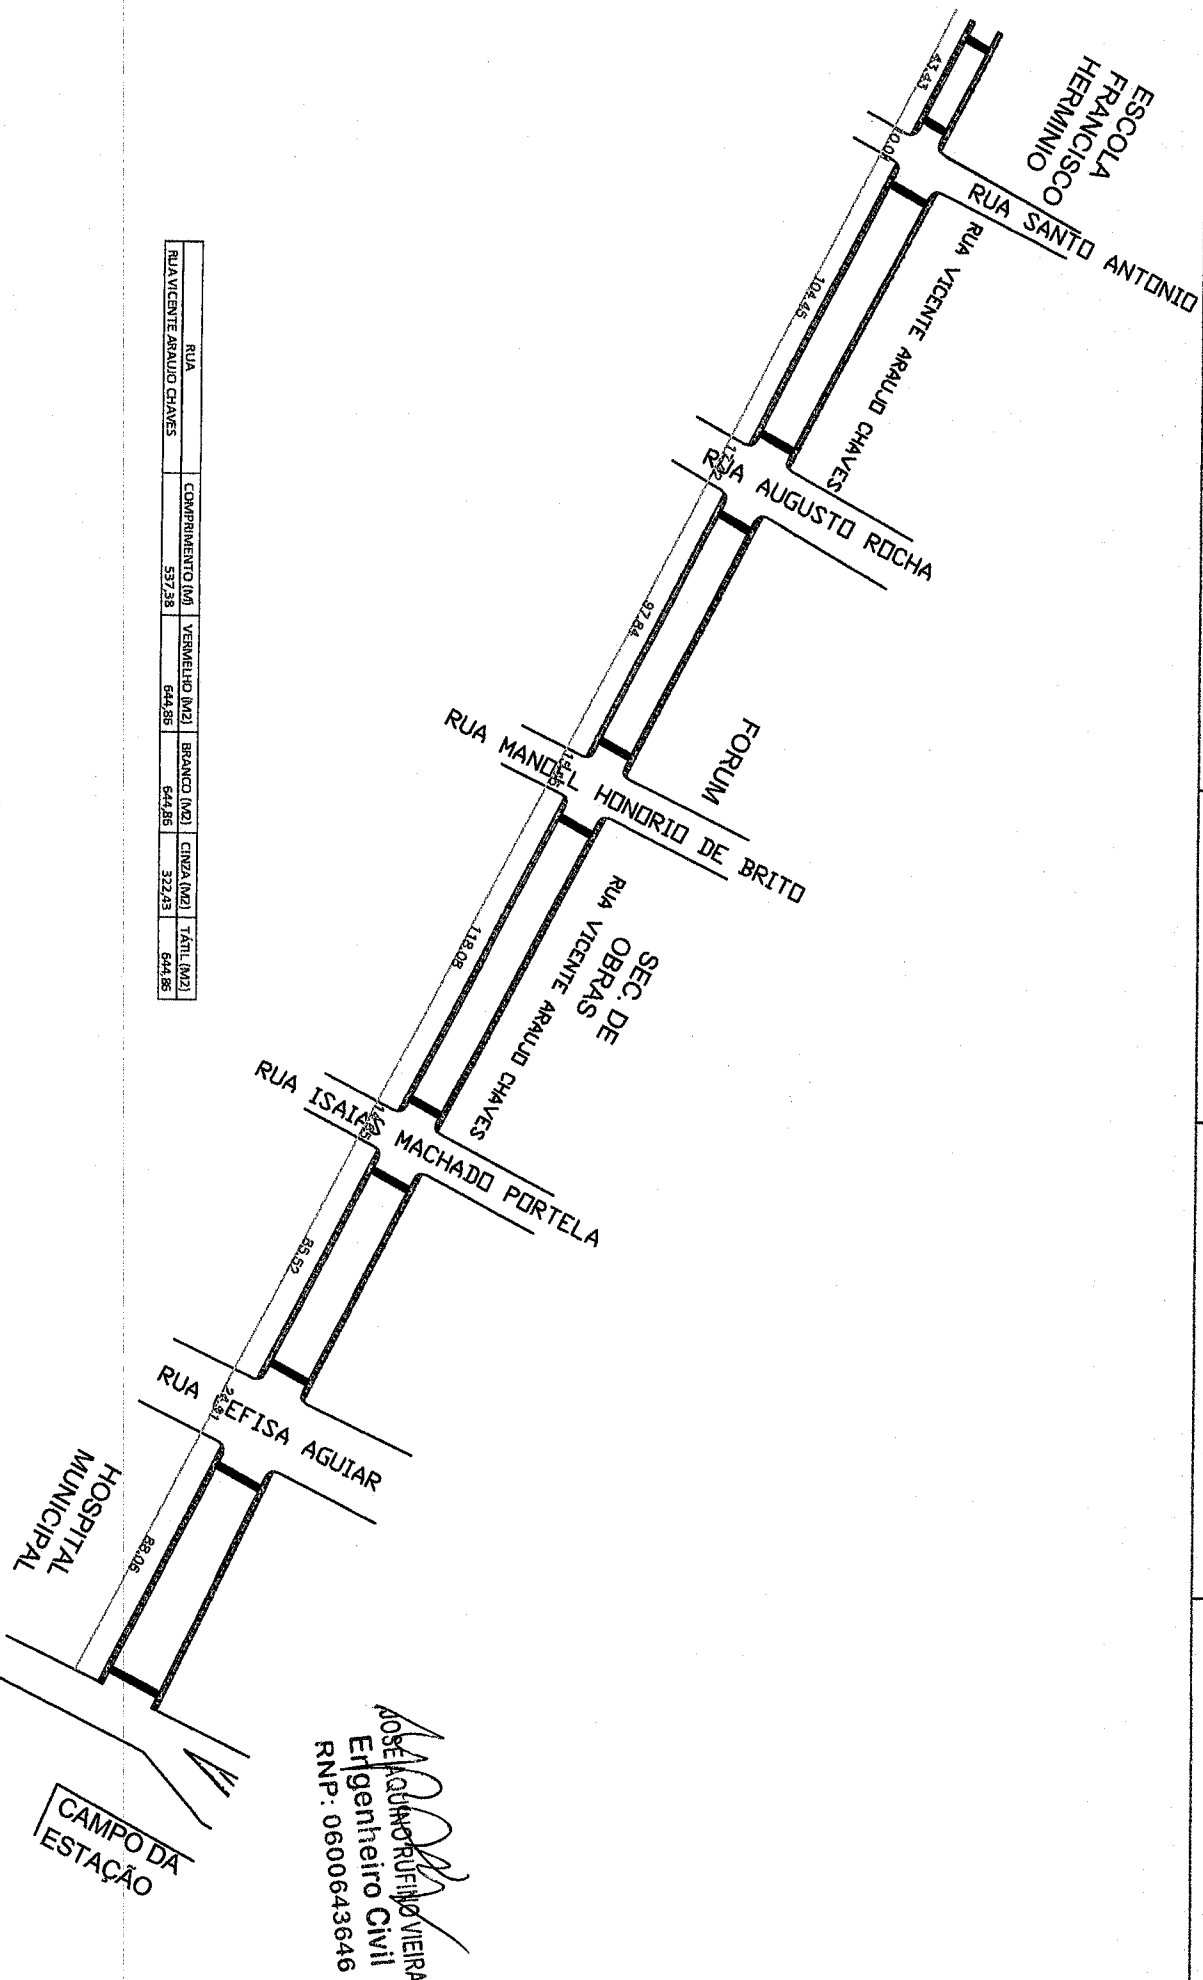 ESCOLA
FRANCISCO
HERMINIO
RUA SANTO ANTONIO
43.43
RUA VICENTE ARAUJO CHAVES
104.45
RUA AUGUSTO ROCHA
97.84
FORUM
RUA MANOEL HONORIO DE BRITO
SEC. DE
OBRAS
RUA VICENTE ARAUJO CHAVES
118.08
RUA ISAIAS MACHADO PORTELA
85.52
RUA EFISA AGUIAR
88.06
HOSPITAL
MUNICIPAL
CAMPO DA
ESTAÇÃO
RUA COMPRIMENTO (M) VERMELHO (M2) BRANCO (M2) CINZA (M2) TÁTIL (M2)
RUA VICENTE ARAUJO CHAVES 537,38 644,86 644,86 322,43 644,86
JOSE AQUINO RUFINO VIEIRA
Engenheiro Civil
RNP: 0600643646